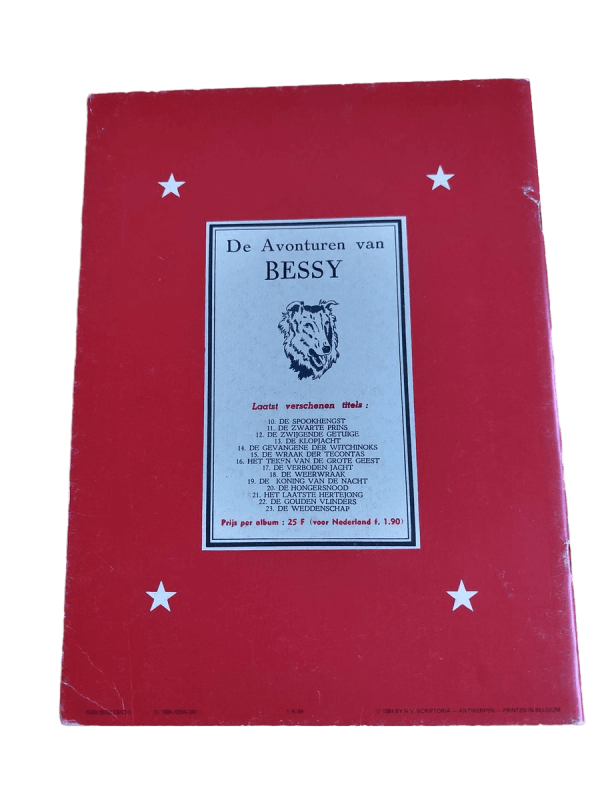 De Avonturen van
BESSY
Laatst verschenen titels :
10. DE SPOOKHENGST
11. DE ZWARTE PRINS
12. DE ZWIJGENDE GETUIGE
13. DE KLOPJACHT
14. DE GEVANGENE DER WITCHINOKS
15. DE WRAAK DER TECONTAS
16. HET TEKEN VAN DE GROTE GEEST
17. DE VERBODEN JACHT
18. DE WEERWRAAK
19. DE KONING VAN DE NACHT
20. DE HONGERSNOOD
21. HET LAATSTE HERTEJONG
22. DE GOUDEN VLINDERS
23. DE WEDDENSCHAP
Prijs per album : 25 F (voor Nederland f. 1.90)
BY N.V. SCRIPTORIA — ANTWERPEN — PRINTED IN BELGIUM